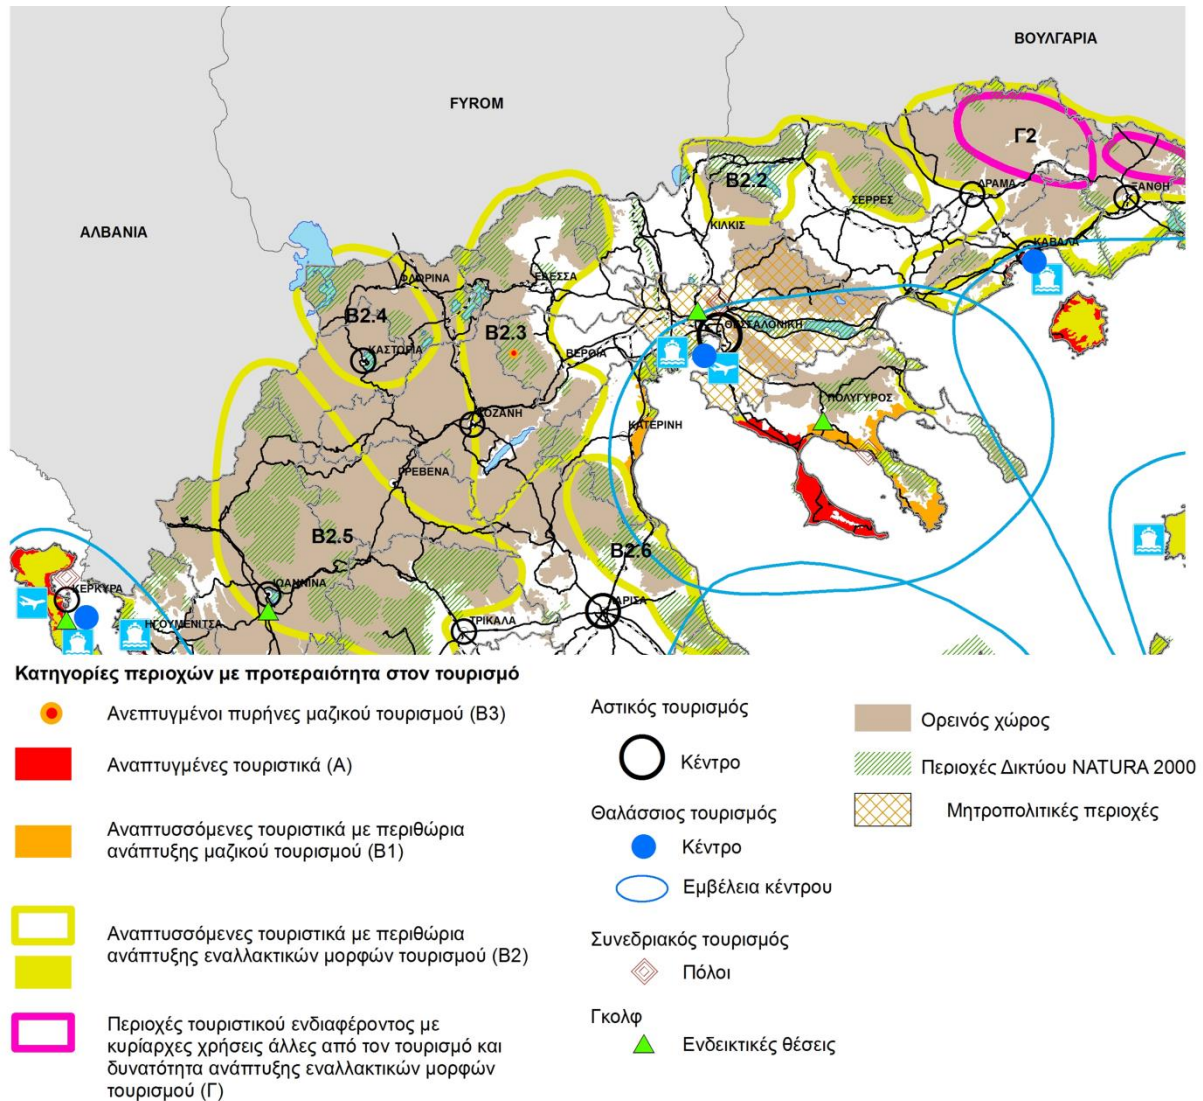 ΒΟΥΛΓΑΡΙΑ
FYROM
ΑΛΒΑΝΙΑ
Γ2
Β2.2
ΔΡΑΜΑ
ΞΑΝΘΗ
ΣΕΡΡΕΣ
ΚΙΛΚΙΣ
ΚΑΒΑΛΑ
ΦΛΩΡΙΝΑ
ΕΔΕΣΣΑ
Β2.4
Β2.3
ΘΕΣΣΑΛΟΝΙΚΗ
ΚΑΣΤΟΡΙΑ
ΒΕΡΟΙΑ
ΠΟΛΥΓΥΡΟΣ
ΚΟΖΑΝΗ
ΚΑΤΕΡΙΝΗ
ΓΡΕΒΕΝΑ
Β2.5
Β2.6
ΚΕΡΚΥΡΑ
ΙΩΑΝΝΙΝΑ
ΛΑΡΙΣΑ
ΗΓΟΥΜΕΝΙΤΣΑ
ΤΡΙΚΑΛΑ
Κατηγορίες περιοχών με προτεραιότητα στον τουρισμό
Ανεπτυγμένοι πυρήνες μαζικού τουρισμού (Β3)
Αναπτυγμένες τουριστικά (Α)
Αναπτυσσόμενες τουριστικά με περιθώρια
ανάπτυξης μαζικού τουρισμού (Β1)
Αναπτυσσόμενες τουριστικά με περιθώρια
ανάπτυξης εναλλακτικών μορφών τουρισμού (Β2)
Περιοχές τουριστικού ενδιαφέροντος με
κυρίαρχες χρήσεις άλλες από τον τουρισμό και
δυνατότητα ανάπτυξης εναλλακτικών μορφών
τουρισμού (Γ)
Αστικός τουρισμός
Κέντρο
Θαλάσσιος τουρισμός
Κέντρο
Εμβέλεια κέντρου
Συνεδριακός τουρισμός
Πόλοι
Γκολφ
Ενδεικτικές θέσεις
Ορεινός χώρος
Περιοχές Δικτύου NATURA 2000
Μητροπολιτικές περιοχές